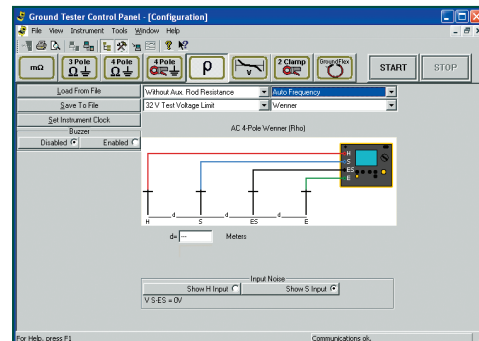 Ground Tester Control Panel - [Configuration]
File View Instrument Tools Window Help
mΩ 3 Pole Ω 4 Pole Ω 4 Pole ρ V 2 Clamp GroundFlex START STOP
Load From File Without Aux. Rod Resistance Auto Frequency
Save To File 32 V Test Voltage Limit Wenner
Set Instrument Clock
Buzzer AC 4-Pole Wenner (Rho)
Disabled Enabled
H
S
ES
E
d d d
H S ES E
d= --- Meters
Input Noise
Show H Input Show S Input
V S-ES = 0V
For Help, press F1 Communications ok.